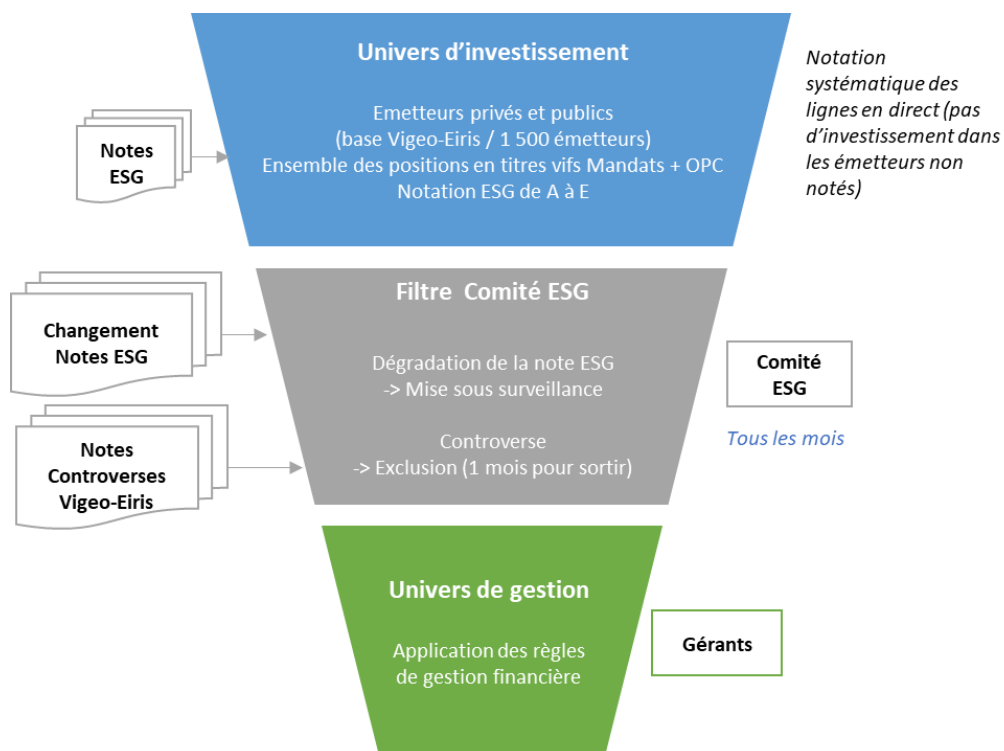 Univers d’investissement
Emetteurs privés et publics
(base Vigeo-Eiris / 1 500 émetteurs)
Ensemble des positions en titres vifs Mandats + OPC
Notation ESG de A à E
Notes
ESG
Notation
systématique des
lignes en direct (pas
d’investissement dans
les émetteurs non
notés)
Filtre  Comité ESG
Changement
Notes ESG
Dégradation de la note ESG
-> Mise sous surveillance
Comité
ESG
Tous les mois
Notes
Controverses
Vigeo-Eiris
Controverse
-> Exclusion (1 mois pour sortir)
Univers de gestion
Application des règles
de gestion financière
Gérants